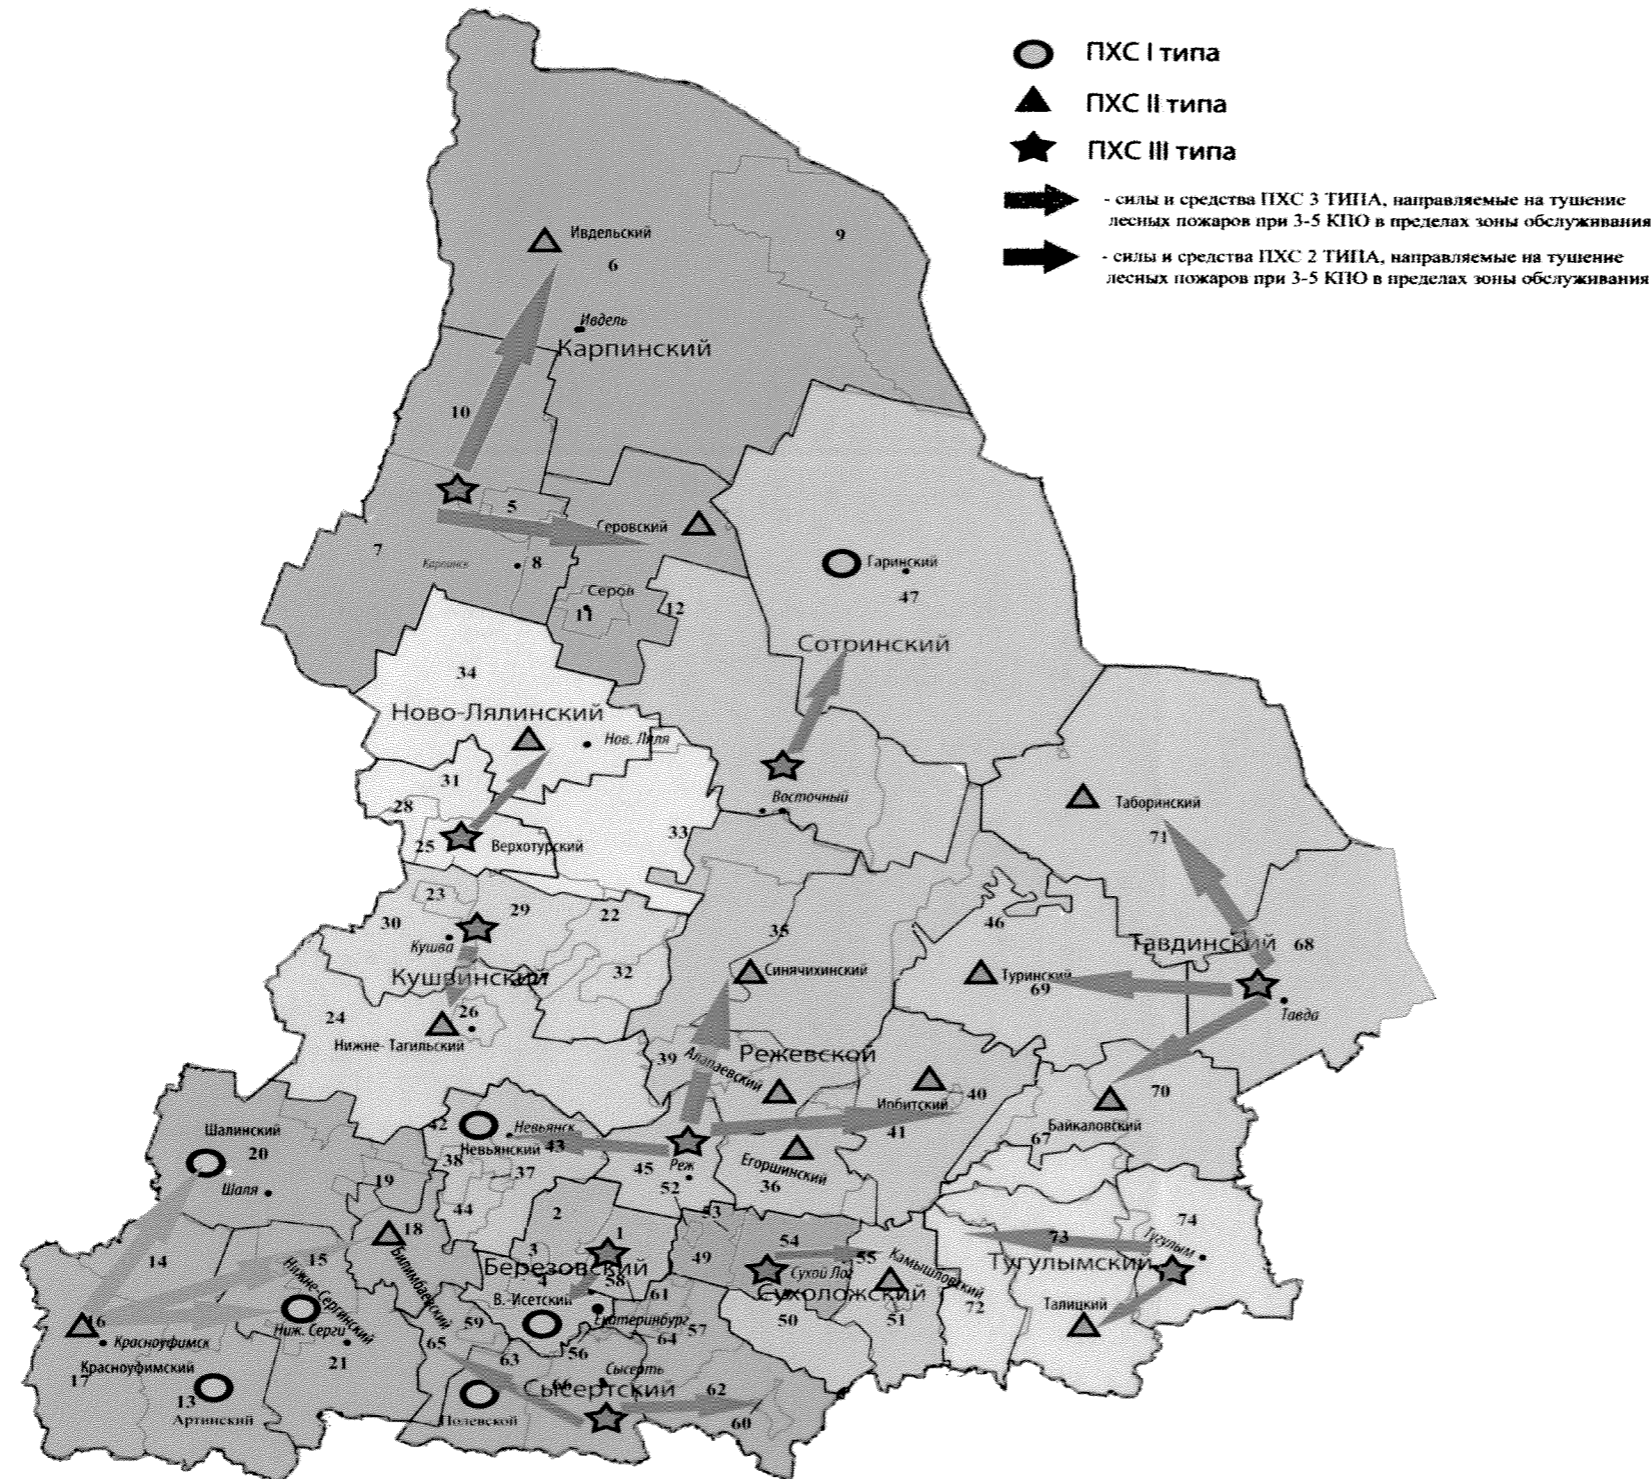 ПХС I типа
ПХС II типа
ПХС III типа
- силы и средства ПХС 3 ТИПА, направляемые на тушение
лесных пожаров при 3-5 КПО в пределах зоны обслуживания
- силы и средства ПХС 2 ТИПА, направляемые на тушение
лесных пожаров при 3-5 КПО в пределах зоны обслуживания
Ивдельский
9
6
Ивдель
Карпинский
10
5
Серовский
7
Карпинск
8
Гаринский
Серов
47
11
12
Сотринский
34
Ново-Лялинский
Нов. Ляля
31
Восточный
Таборинский
28
33
71
25
Верхотурский
23
29
22
30
46
35
Кушва
Тавдинский
68
Кушвинский
32
Синячихинский
Туринский
69
26
Тавда
24
Нижне- Тагильский
39
Алапаевский
Режевской
40
70
Ирбитский
42
Невьянск
Байкаловский
Шалинский
43
41
67
Невьянский
20
38
Егоршинский
37
45
Реж
19
36
Шаля
52
44
53
2
74
18
1
14
15
3
49
54
55
73
Тугулым
Билимбаевский
Нижне-Сергинский
Березовский
4
58
Сухой Лог
Камышловский
Тугулымский
61
Сухоложский
В.-Исетский
72
Талицкий
16
59
Екатеринбург
57
50
51
Красноуфимск
Ниж. Серги
65
64
Красноуфимский
21
63
56
Сысерть
17
66
Сысертский
62
13
Артинский
Полевской
60